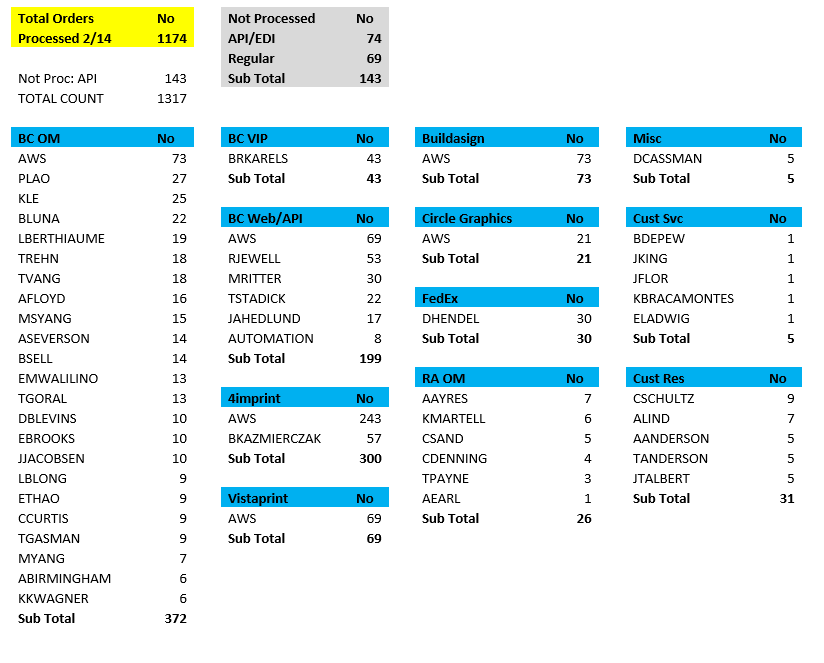 Total Orders No
Processed 2/14 1174
Not Proc: API 143
TOTAL COUNT 1317
Not Processed No
API/EDI 74
Regular 69
Sub Total 143
BC OM No
AWS 73
PLAO 27
KLE 25
BLUNA 22
LBERTHIAUME 19
TREHN 18
TVANG 18
AFLOYD 16
MSYANG 15
ASEVERSON 14
BSELL 14
EMWALILINO 13
TGORAL 13
DBLEVINS 10
EBROOKS 10
JJACOBSEN 10
LBLONG 9
ETHAO 9
CCURTIS 9
TGASMAN 9
MYANG 7
ABIRMINGHAM 6
KKWAGNER 6
Sub Total 372
BC VIP No
BRKARELS 43
Sub Total 43
BC Web/API No
AWS 69
RJEWELL 53
MRITTER 30
TSTADICK 22
JAHEDLUND 17
AUTOMATION 8
Sub Total 199
4imprint No
AWS 243
BKAZMIERCZAK 57
Sub Total 300
Vistaprint No
AWS 69
Sub Total 69
Buildasign No
AWS 73
Sub Total 73
Circle Graphics No
AWS 21
Sub Total 21
FedEx No
DHENDEL 30
Sub Total 30
RA OM No
AAYRES 7
KMARTELL 6
CSAND 5
CDENNING 4
TPAYNE 3
AEARL 1
Sub Total 26
Misc No
DCASSMAN 5
Sub Total 5
Cust Svc No
BDEPEW 1
JKING 1
JFLOR 1
KBRACAMONTES 1
ELADWIG 1
Sub Total 5
Cust Res No
CSCHULTZ 9
ALIND 7
AANDERSON 5
TANDERSON 5
JTALBERT 5
Sub Total 31